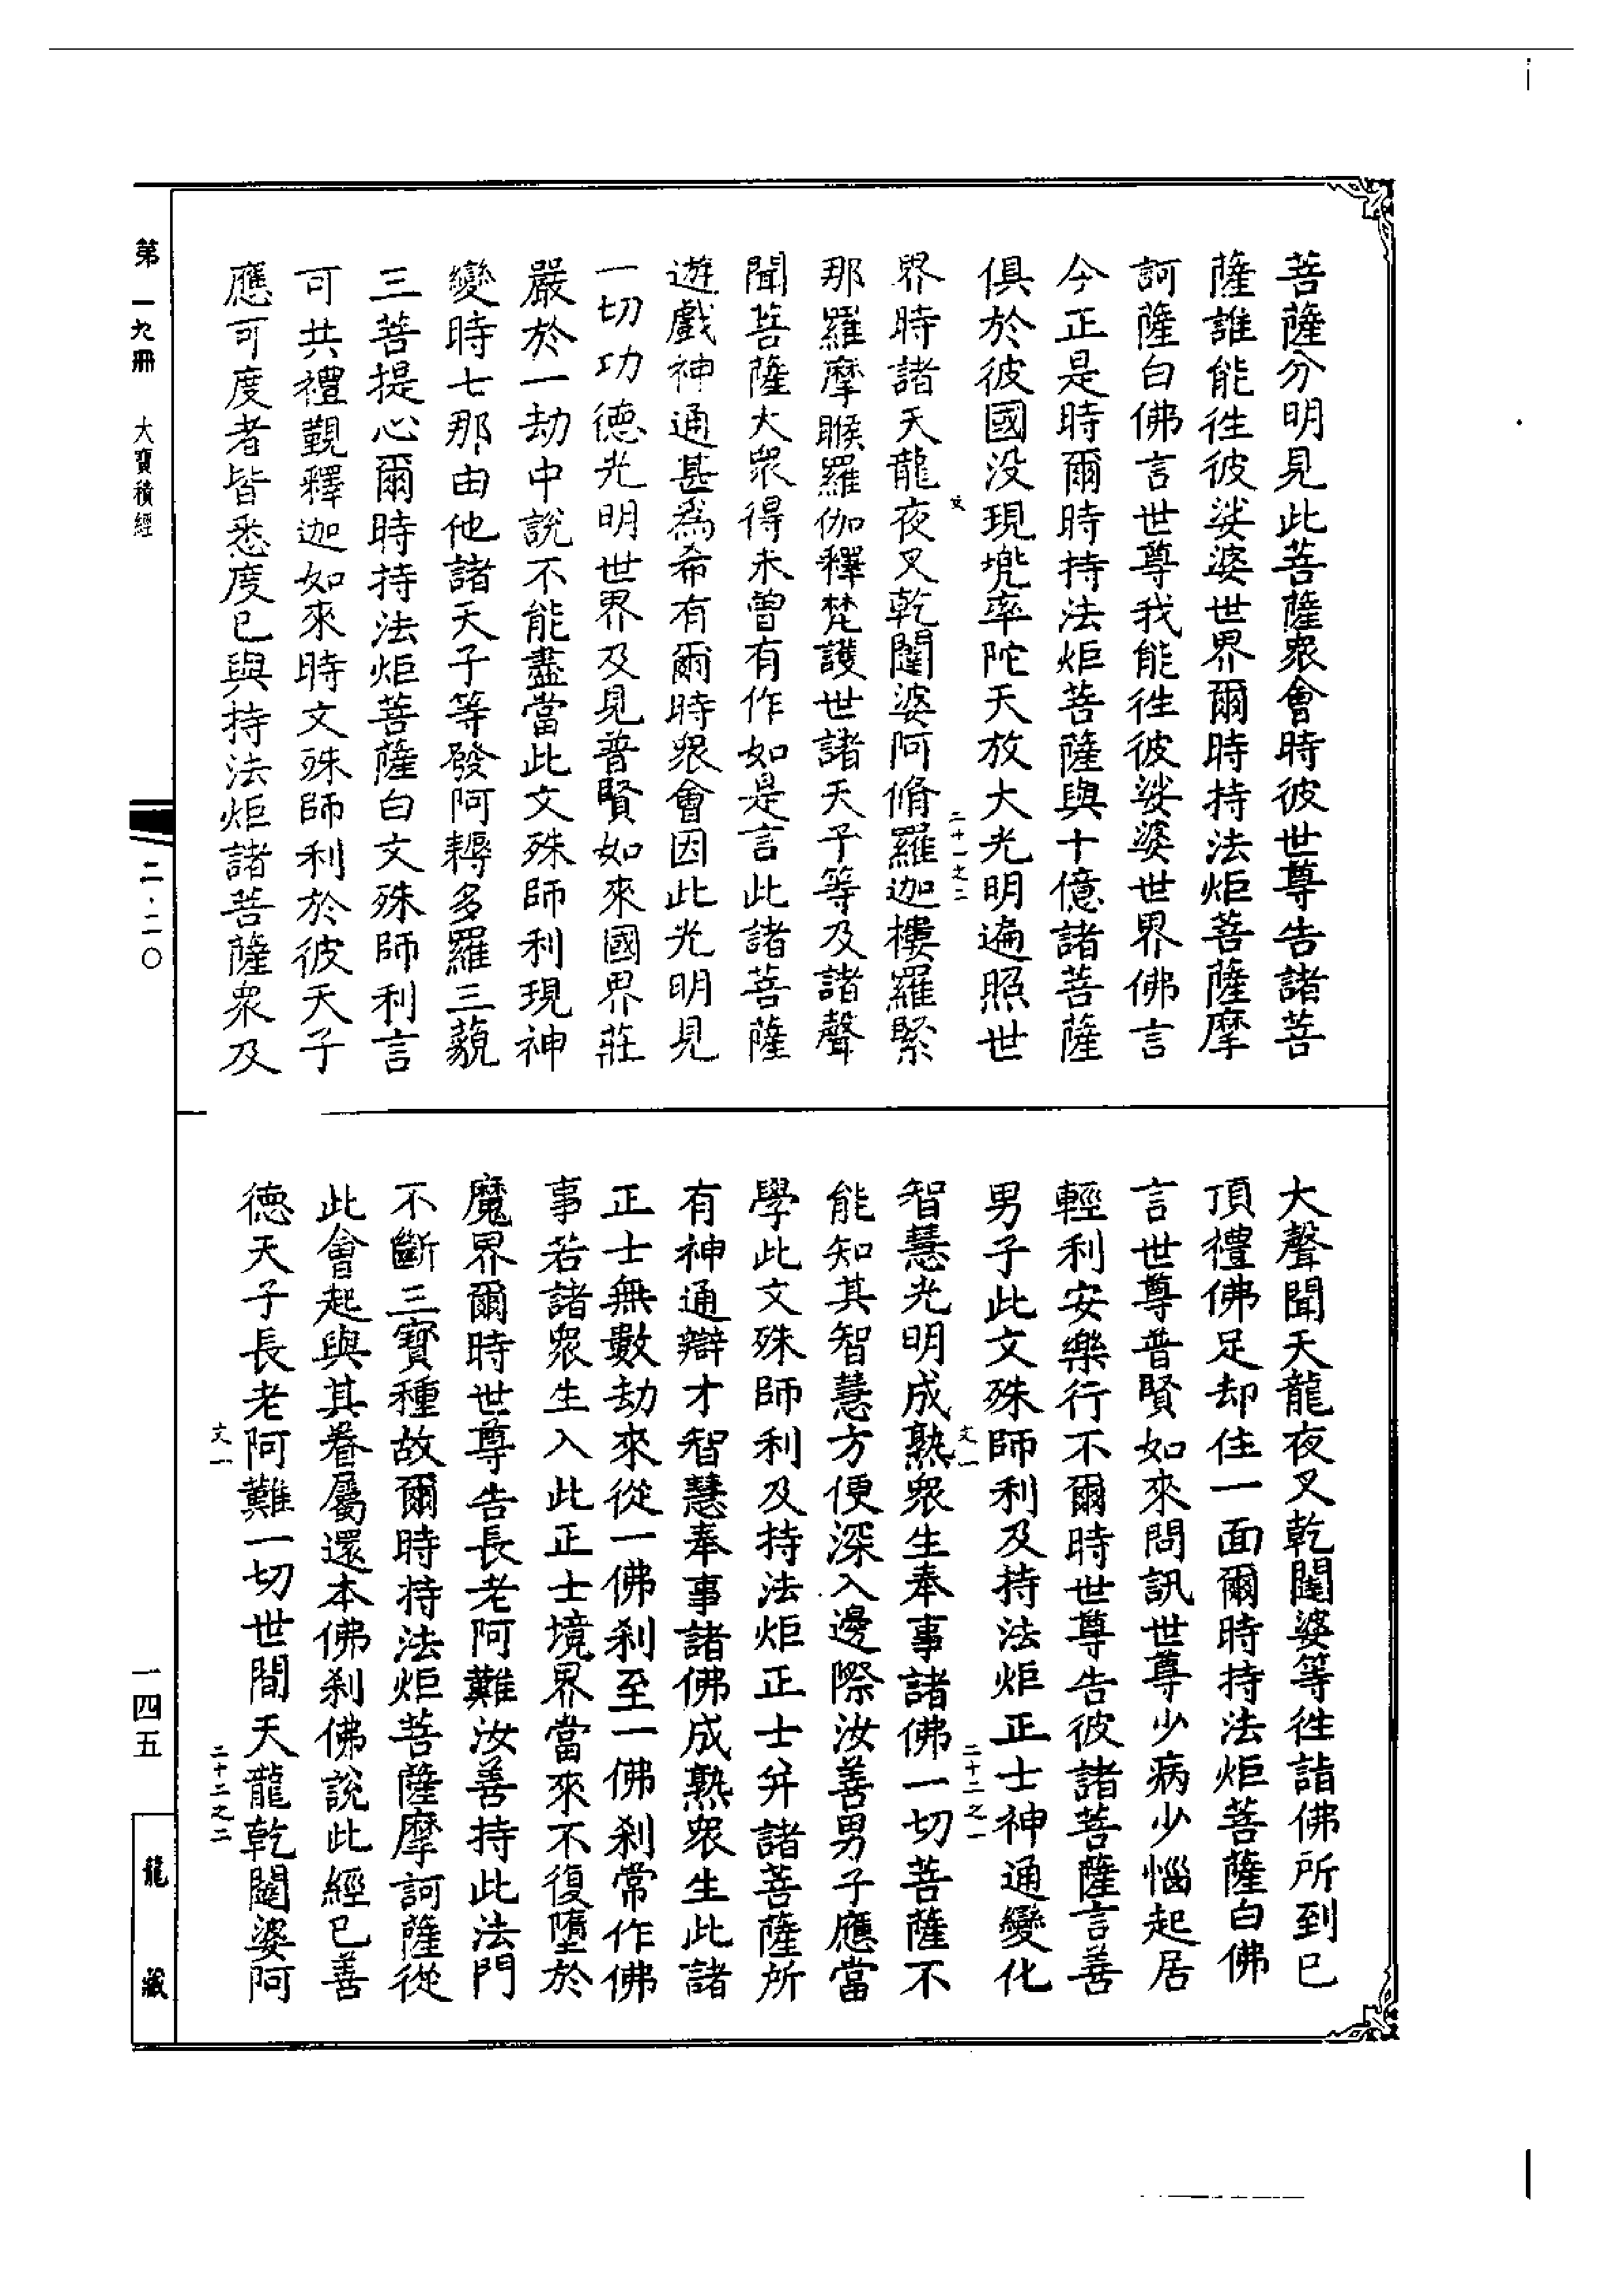 菩薩分明見此菩薩衆會時彼世尊告諸菩
薩誰能徃彼娑婆世界爾時持法炬菩薩摩
訶薩白佛言世尊我能徃彼娑婆世界佛言
今正是時爾時持法炬菩薩與十億諸菩薩
俱於彼國没現兜率陀天放大光明遍照世
界時諸天龍夜叉乾闥婆阿脩羅迦樓羅緊
那羅摩睺羅伽釋梵護世諸天子等及諸聲
聞菩薩大衆得未曾有作如是言此諸菩薩
遊戲神通甚爲希有爾時衆會因此光明見
一切功德光明世界及見普賢如來國界莊
嚴於一劫中說不能盡當此文殊師利現神
變時七那由他諸天子等發阿耨多羅三藐
三菩提心爾時持法炬菩薩白文殊師利言
可共禮覲釋迦如來時文殊師利於彼天子
應可度者皆悉度已與持法炬諸菩薩衆及
大聲聞天龍夜叉乾闥婆等徃詣佛所到已
頂禮佛足却住一面爾時持法炬菩薩白佛
言世尊普賢如來問訊世尊少病少惱起居
輕利安樂行不爾時世尊告彼諸菩薩言善
男子此文殊師利及持法炬正士神通變化
智慧光明成熟衆生奉事諸佛一切菩薩不
能知其智慧方便深入邊際汝善男子應當
學此文殊師利及持法炬正士并諸菩薩所
有神通辯才智慧奉事諸佛成熟衆生此諸
正士無數劫來從一佛刹至一佛刹常作佛
事若諸衆生入此正士境界當來不復墮於
魔界爾時世尊告長老阿難汝善持此法門
不斷三寶種故爾時持法炬菩薩摩訶薩從
此會起與其眷屬還本佛刹佛說此經已善
德天子長老阿難一切世間天龍乾闥婆阿
文
二十一之二
文一
二十二之一
文一
二十二之二
第一九册 大寶積經
二·二〇
一四五
龍藏